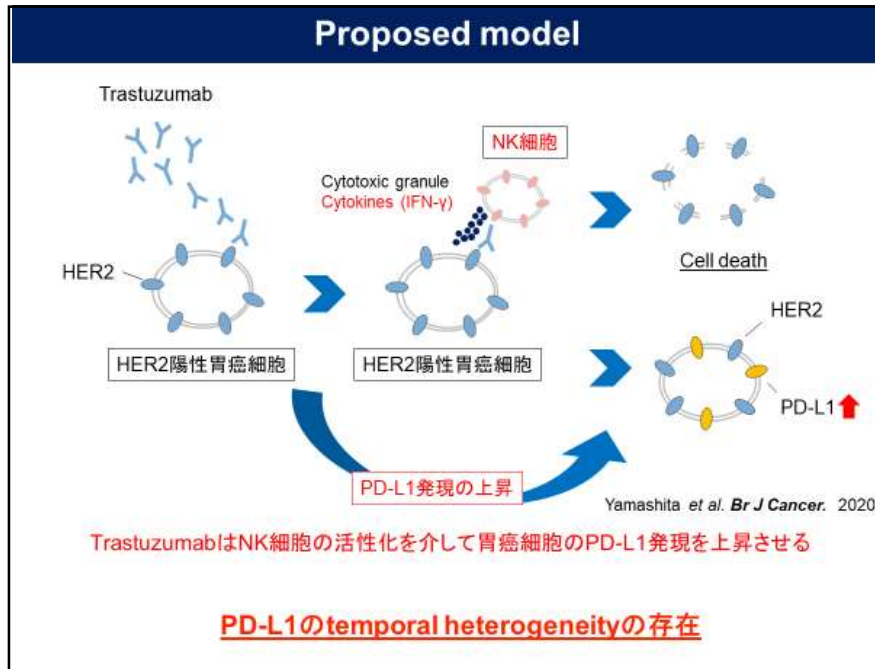 Proposed model
Trastuzumab
NK細胞
Cytotoxic granule
Cytokines (IFN-γ)
HER2
Cell death
HER2陽性胃癌細胞
HER2陽性胃癌細胞
HER2
PD-L1
PD-L1発現の上昇
Yamashita et al. Br J Cancer. 2020
TrastuzumabはNK細胞の活性化を介して胃癌細胞のPD-L1発現を上昇させる
PD-L1のtemporal heterogeneityの存在